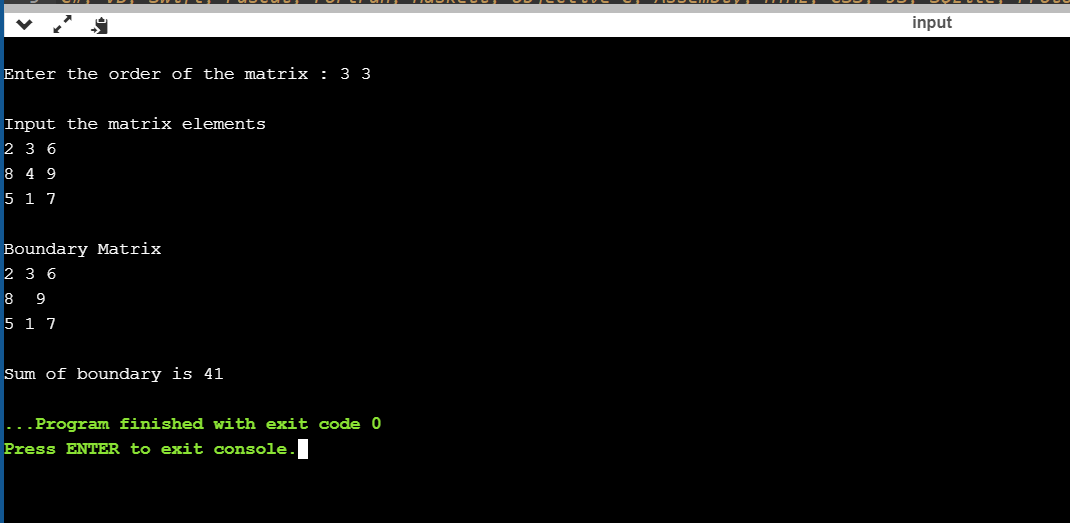 input
Enter the order of the matrix : 3 3
Input the matrix elements
2 3 6
8 4 9
5 1 7
Boundary Matrix
2 3 6
8  9
5 1 7
Sum of boundary is 41
...Program finished with exit code 0
Press ENTER to exit console.